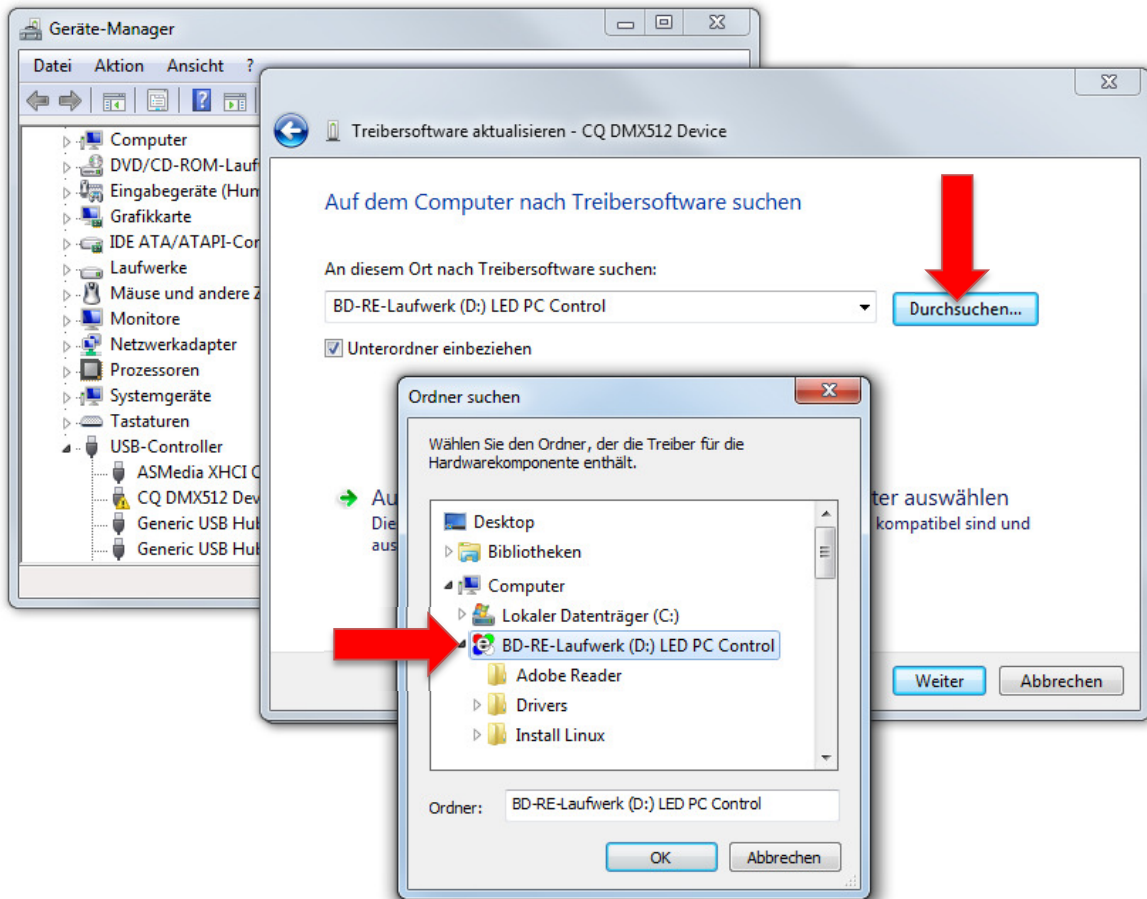 Geräte-Manager
Datei Aktion Ansicht ?
Computer
DVD/CD-ROM-Lauf
Eingabegeräte (Hum
Grafikkarte
IDE ATA/ATAPI-Con
Laufwerke
Mäuse und andere Z
Monitore
Netzwerkadapter
Prozessoren
Systemgeräte
Tastaturen
USB-Controller
ASMedia XHCI C
CQ DMX512 Dev
Generic USB Hub
Generic USB Hub
Treibersoftware aktualisieren - CQ DMX512 Device
Auf dem Computer nach Treibersoftware suchen
An diesem Ort nach Treibersoftware suchen:
BD-RE-Laufwerk (D:) LED PC Control
Durchsuchen...
Unterordner einbeziehen
Au
ter auswählen
Die
kompatibel sind und
aus
Weiter Abbrechen
Ordner suchen
Wählen Sie den Ordner, der die Treiber für die
Hardwarekomponente enthält.
Desktop
Bibliotheken
Computer
Lokaler Datenträger (C:)
BD-RE-Laufwerk (D:) LED PC Control
Adobe Reader
Drivers
Install Linux
Ordner: BD-RE-Laufwerk (D:) LED PC Control
OK Abbrechen